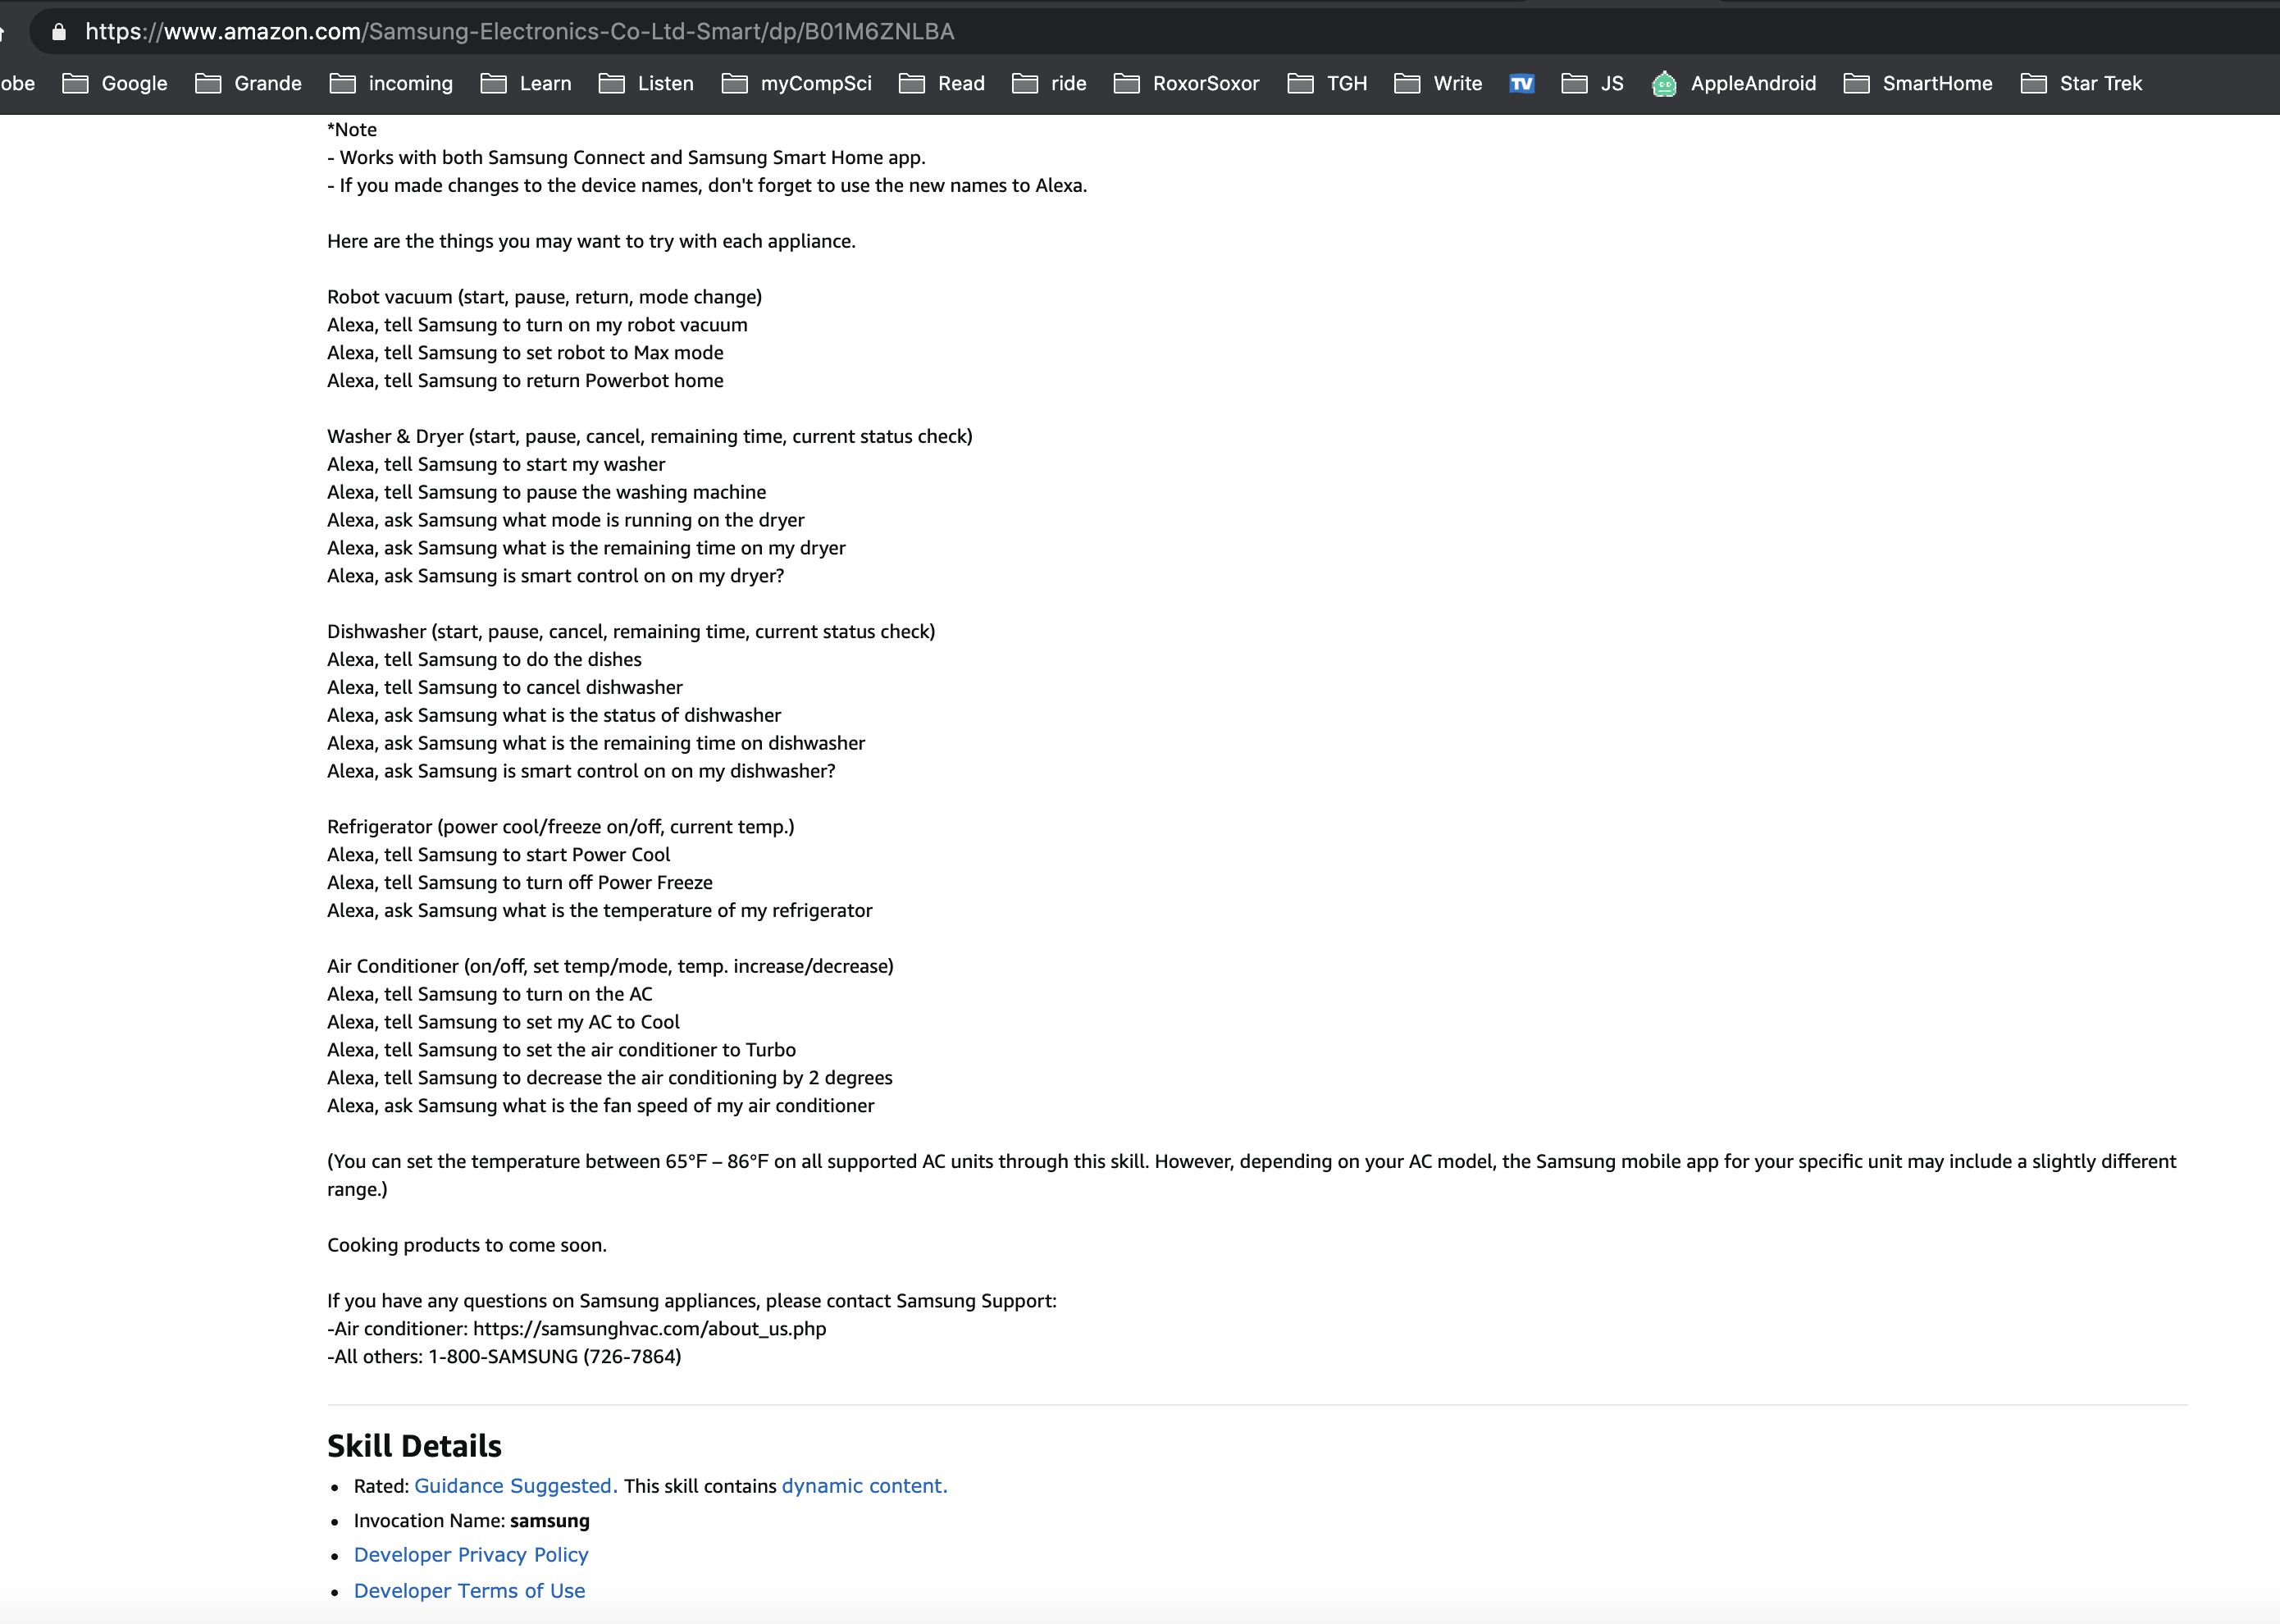 https://www.amazon.com/Samsung-Electronics-Co-Ltd-Smart/dp/B01M6ZNLBA
obe Google Grande incoming Learn Listen myCompSci Read ride RoxorSoxor TGH Write TV JS AppleAndroid SmartHome Star Trek
*Note
- Works with both Samsung Connect and Samsung Smart Home app.
- If you made changes to the device names, don't forget to use the new names to Alexa.
Here are the things you may want to try with each appliance.
Robot vacuum (start, pause, return, mode change)
Alexa, tell Samsung to turn on my robot vacuum
Alexa, tell Samsung to set robot to Max mode
Alexa, tell Samsung to return Powerbot home
Washer & Dryer (start, pause, cancel, remaining time, current status check)
Alexa, tell Samsung to start my washer
Alexa, tell Samsung to pause the washing machine
Alexa, ask Samsung what mode is running on the dryer
Alexa, ask Samsung what is the remaining time on my dryer
Alexa, ask Samsung is smart control on on my dryer?
Dishwasher (start, pause, cancel, remaining time, current status check)
Alexa, tell Samsung to do the dishes
Alexa, tell Samsung to cancel dishwasher
Alexa, ask Samsung what is the status of dishwasher
Alexa, ask Samsung what is the remaining time on dishwasher
Alexa, ask Samsung is smart control on on my dishwasher?
Refrigerator (power cool/freeze on/off, current temp.)
Alexa, tell Samsung to start Power Cool
Alexa, tell Samsung to turn off Power Freeze
Alexa, ask Samsung what is the temperature of my refrigerator
Air Conditioner (on/off, set temp/mode, temp. increase/decrease)
Alexa, tell Samsung to turn on the AC
Alexa, tell Samsung to set my AC to Cool
Alexa, tell Samsung to set the air conditioner to Turbo
Alexa, tell Samsung to decrease the air conditioning by 2 degrees
Alexa, ask Samsung what is the fan speed of my air conditioner
(You can set the temperature between 65°F – 86°F on all supported AC units through this skill. However, depending on your AC model, the Samsung mobile app for your specific unit may include a slightly different
range.)
Cooking products to come soon.
If you have any questions on Samsung appliances, please contact Samsung Support:
-Air conditioner: https://samsunghvac.com/about_us.php
-All others: 1-800-SAMSUNG (726-7864)
Skill Details
• Rated: Guidance Suggested. This skill contains dynamic content.
• Invocation Name: samsung
• Developer Privacy Policy
• Developer Terms of Use